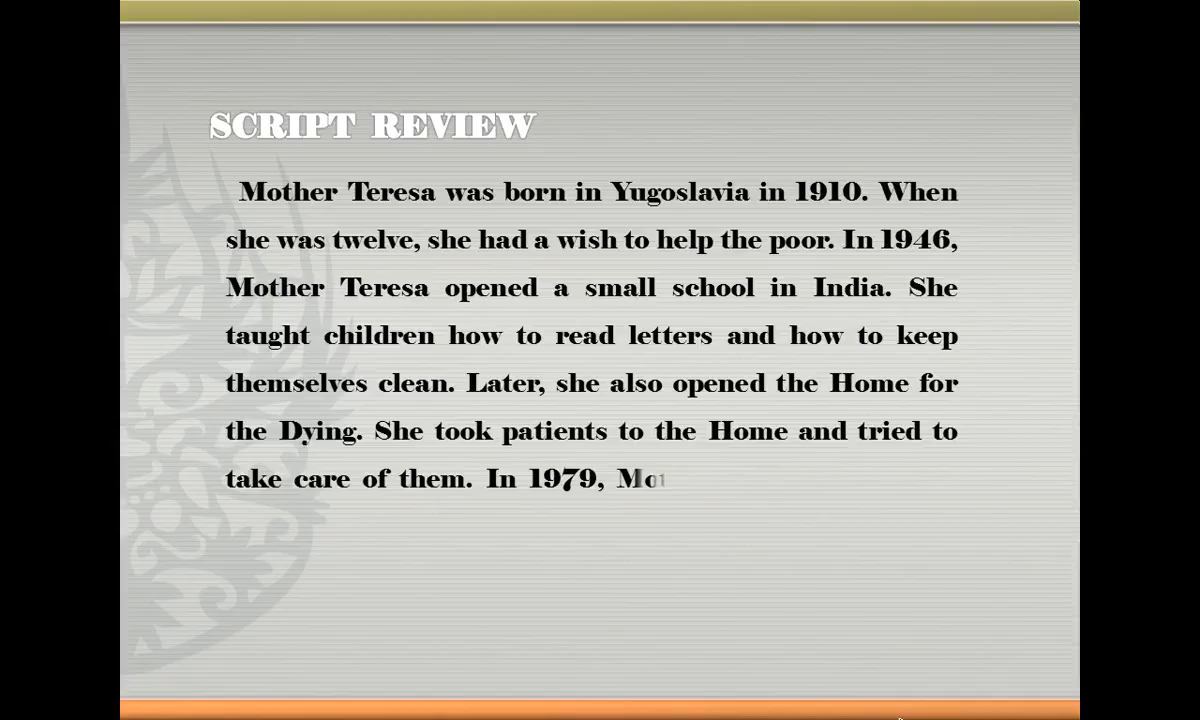 SCRIPT REVIEW
Mother Teresa was born in Yugoslavia in 1910. When
she was twelve, she had a wish to help the poor. In 1946,
Mother Teresa opened a small school in India. She
taught children how to read letters and how to keep
themselves clean. Later, she also opened the Home for
the Dying. She took patients to the Home and tried to
take care of them. In 1979, Mot